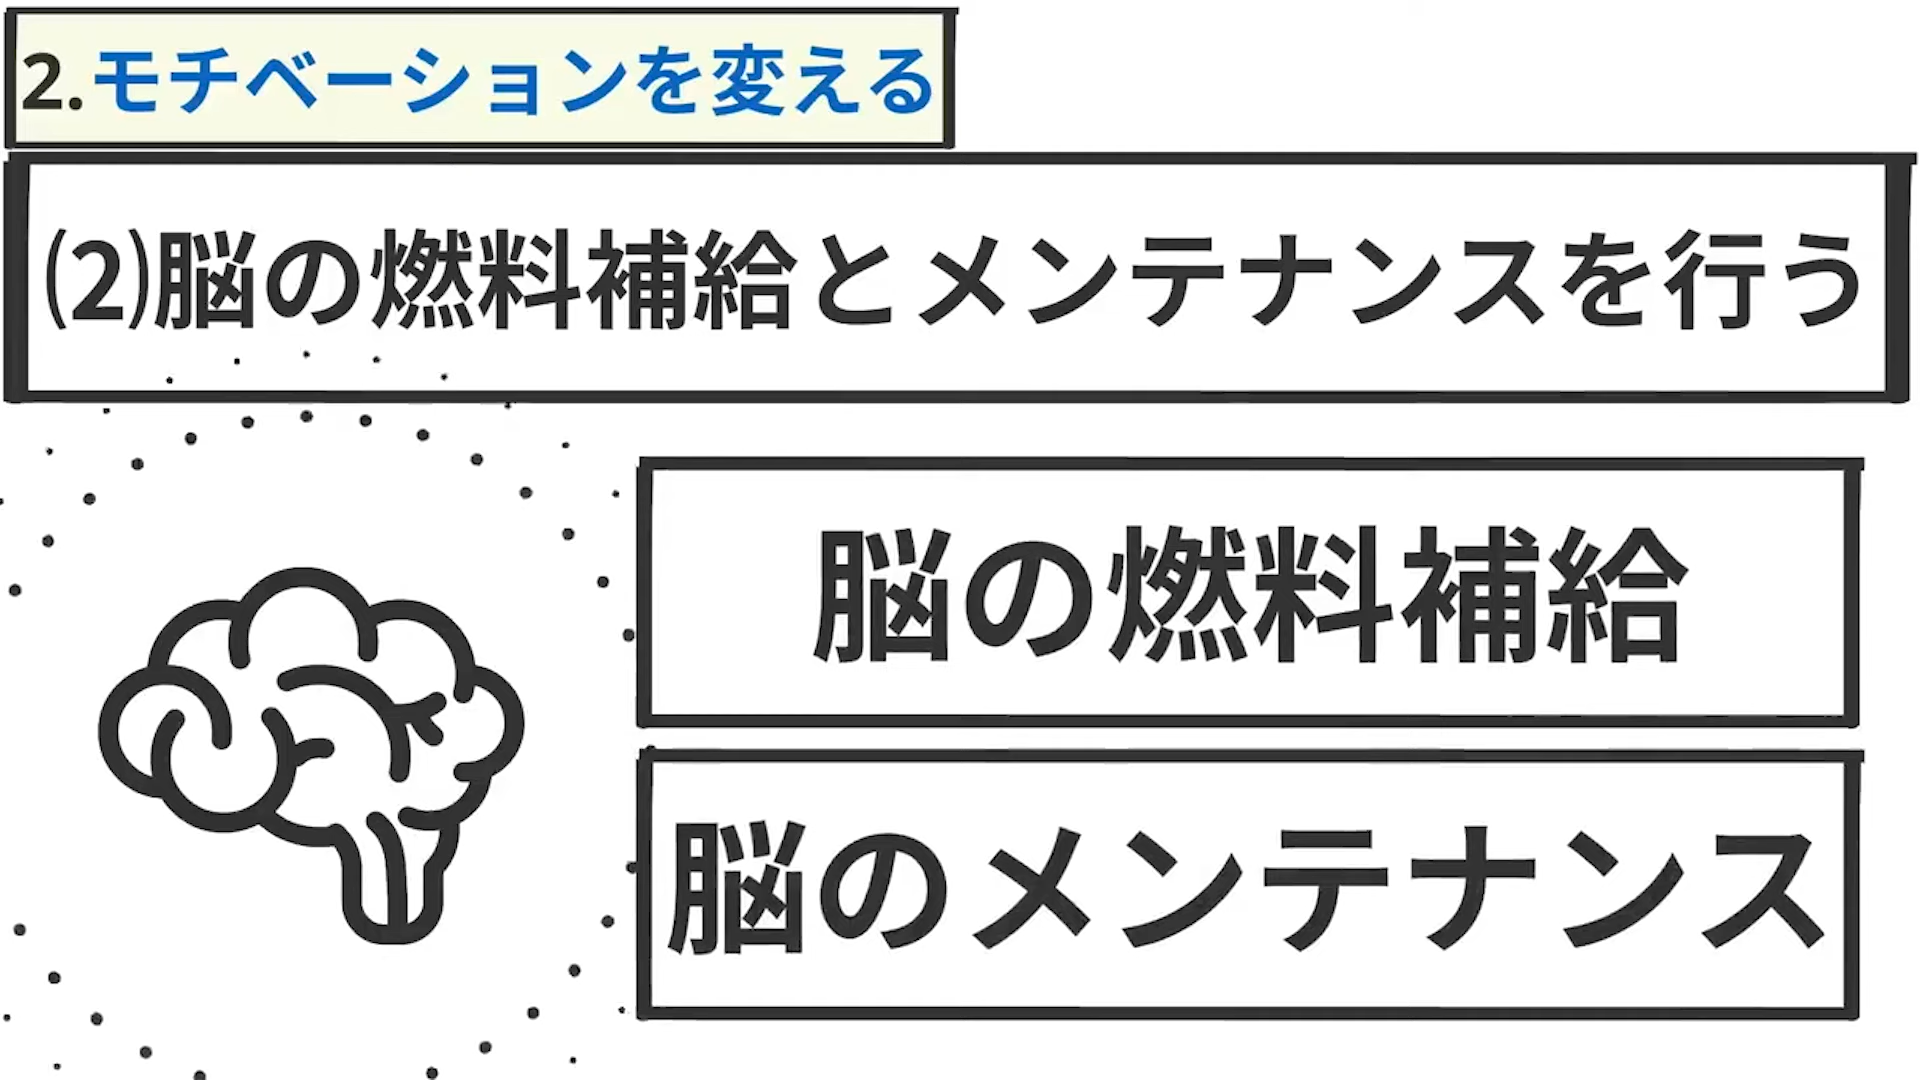 2.モチベーションを変える
(2)脳の燃料補給とメンテナンスを行う
脳の燃料補給
脳のメンテナンス